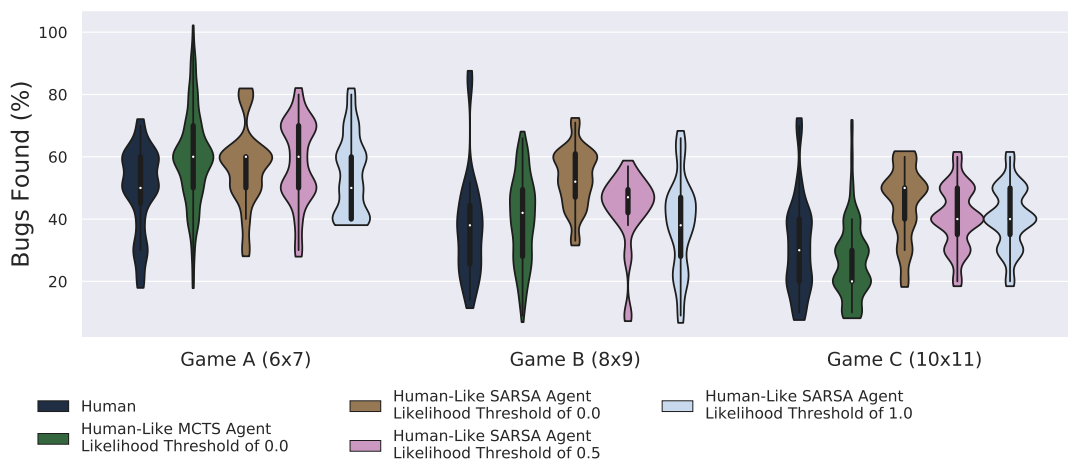 Bugs Found (%)
100
80
60
40
20
Game A (6x7)
Game B (8x9)
Game C (10x11)
Human
Human-Like MCTS Agent
Likelihood Threshold of 0.0
Human-Like SARSA Agent
Likelihood Threshold of 0.0
Human-Like SARSA Agent
Likelihood Threshold of 0.5
Human-Like SARSA Agent
Likelihood Threshold of 1.0